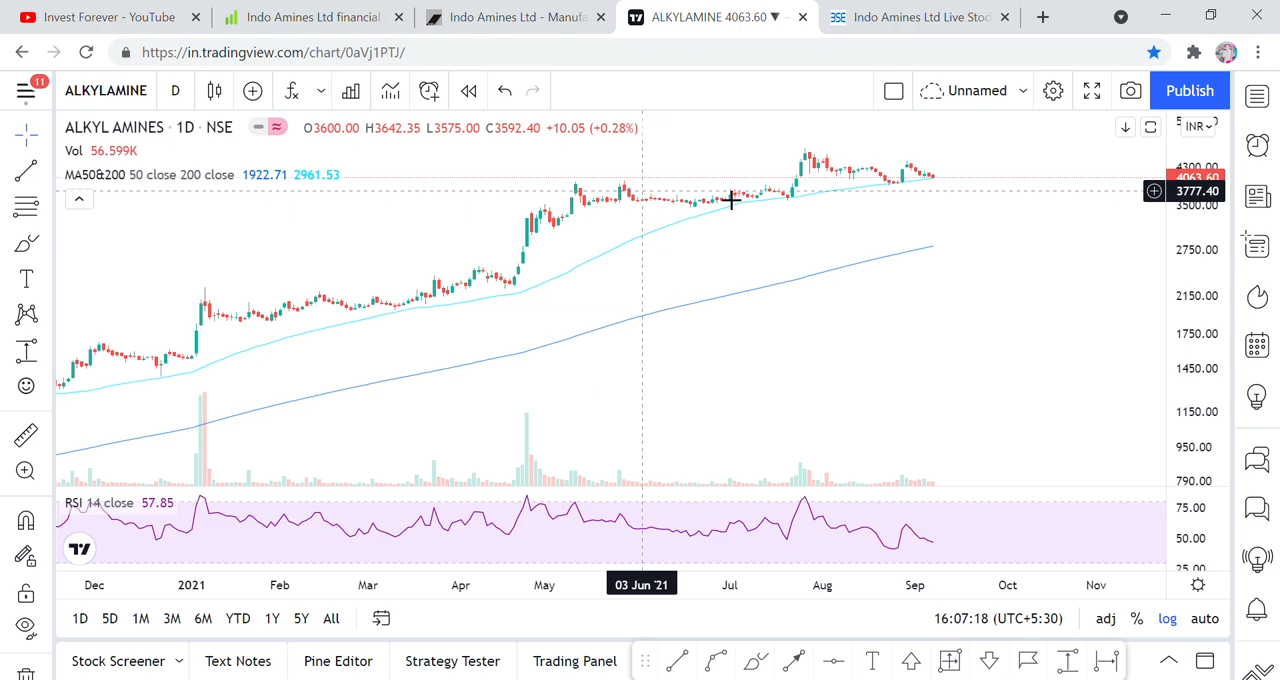 Invest Forever - YouTube
Indo Amines Ltd financial
Indo Amines Ltd - Manufa
ALKYLAMINE 4063.60 ▼
Indo Amines Ltd Live Stoc
https://in.tradingview.com/chart/0aVj1PTJ/
11
ALKYLAMINE D
Unnamed
Publish
ALKYL AMINES · 1D · NSE
O3600.00 H3642.35 L3575.00 C3592.40 +10.05 (+0.28%)
INR
Vol 56.599K
MA50&200 50 close 200 close 1922.71 2961.53
4300.00
4063.60
3777.40
3500.00
2750.00
2150.00
1750.00
1450.00
1150.00
950.00
790.00
RSI 14 close 57.85
75.00
50.00
25.00
Dec 2021 Feb Mar Apr May 03 Jun '21 Jul Aug Sep Oct Nov
1D 5D 1M 3M 6M YTD 1Y 5Y All
16:07:18 (UTC+5:30) adj % log auto
Stock Screener Text Notes Pine Editor Strategy Tester Trading Panel